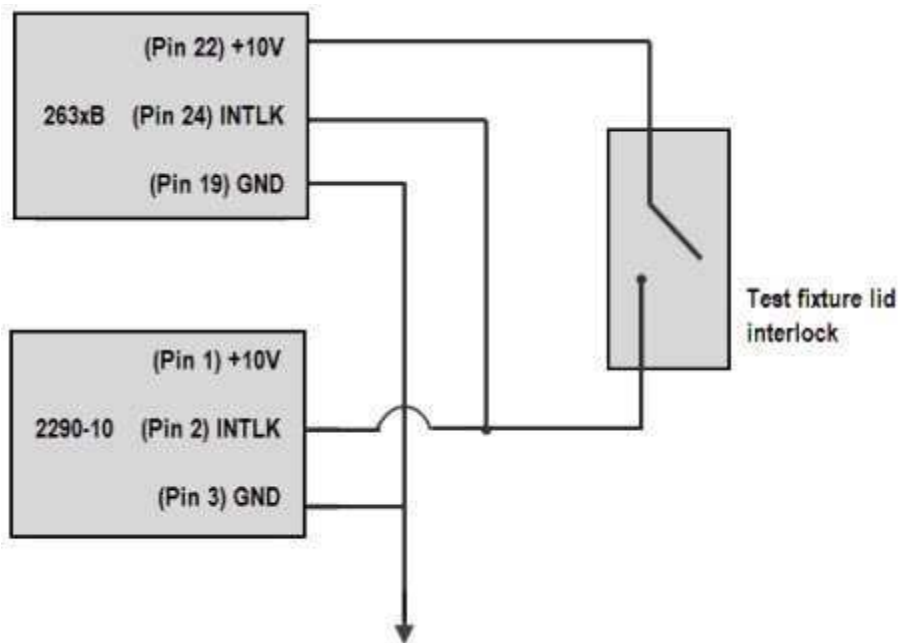 (Pin 22) +10V
263xB (Pin 24) INTLK
(Pin 19) GND
Test fixture lid
interlock
(Pin 1) +10V
2290-10 (Pin 2) INTLK
(Pin 3) GND